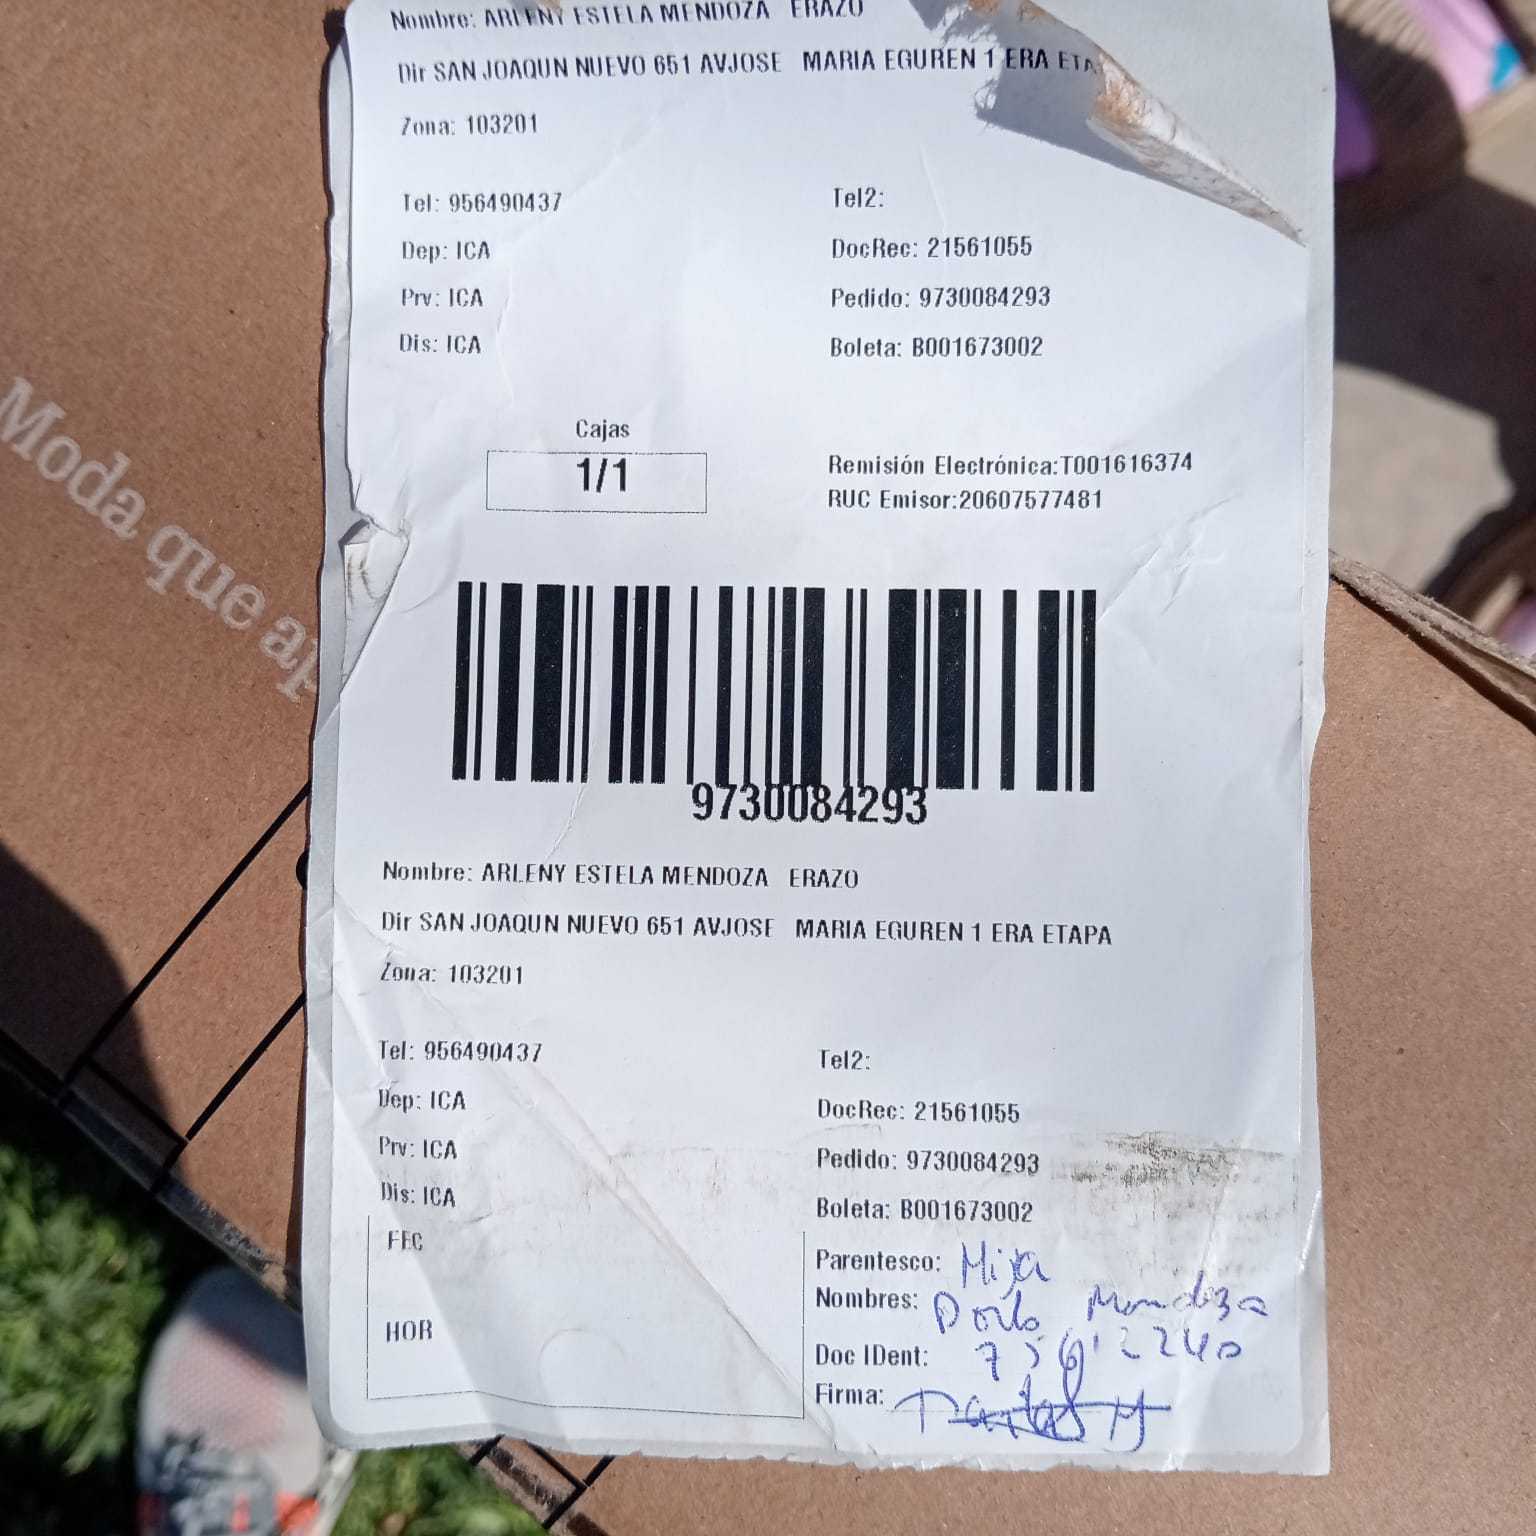 Nombre: ARLENY ESTELA MENDOZA ERAZO
Dir SAN JOAQUN NUEVO 651 AVJOSE MARIA EGUREN 1 ERA ETA
Zona: 103201
Tel: 956490437
Tel2:
Dep: ICA
DocRec: 21561055
Prv: ICA
Pedido: 9730084293
Dis: ICA
Boleta: B001673002
Cajas
1/1
Remisión Electrónica:T001616374
RUC Emisor:20607577481
Moda que ap
9730084293
Nombre: ARLENY ESTELA MENDOZA ERAZO
Dir SAN JOAQUN NUEVO 651 AVJOSE MARIA EGUREN 1 ERA ETAPA
Zona: 103201
Tel: 956490437
Tel2:
Dep: ICA
DocRec: 21561055
Prv: ICA
Pedido: 9730084293
Dis: ICA
Boleta: B001673002
FEC
HOR
Parentesco: Hija
Nombres: Mendoza
Doc IDent:
Firma: